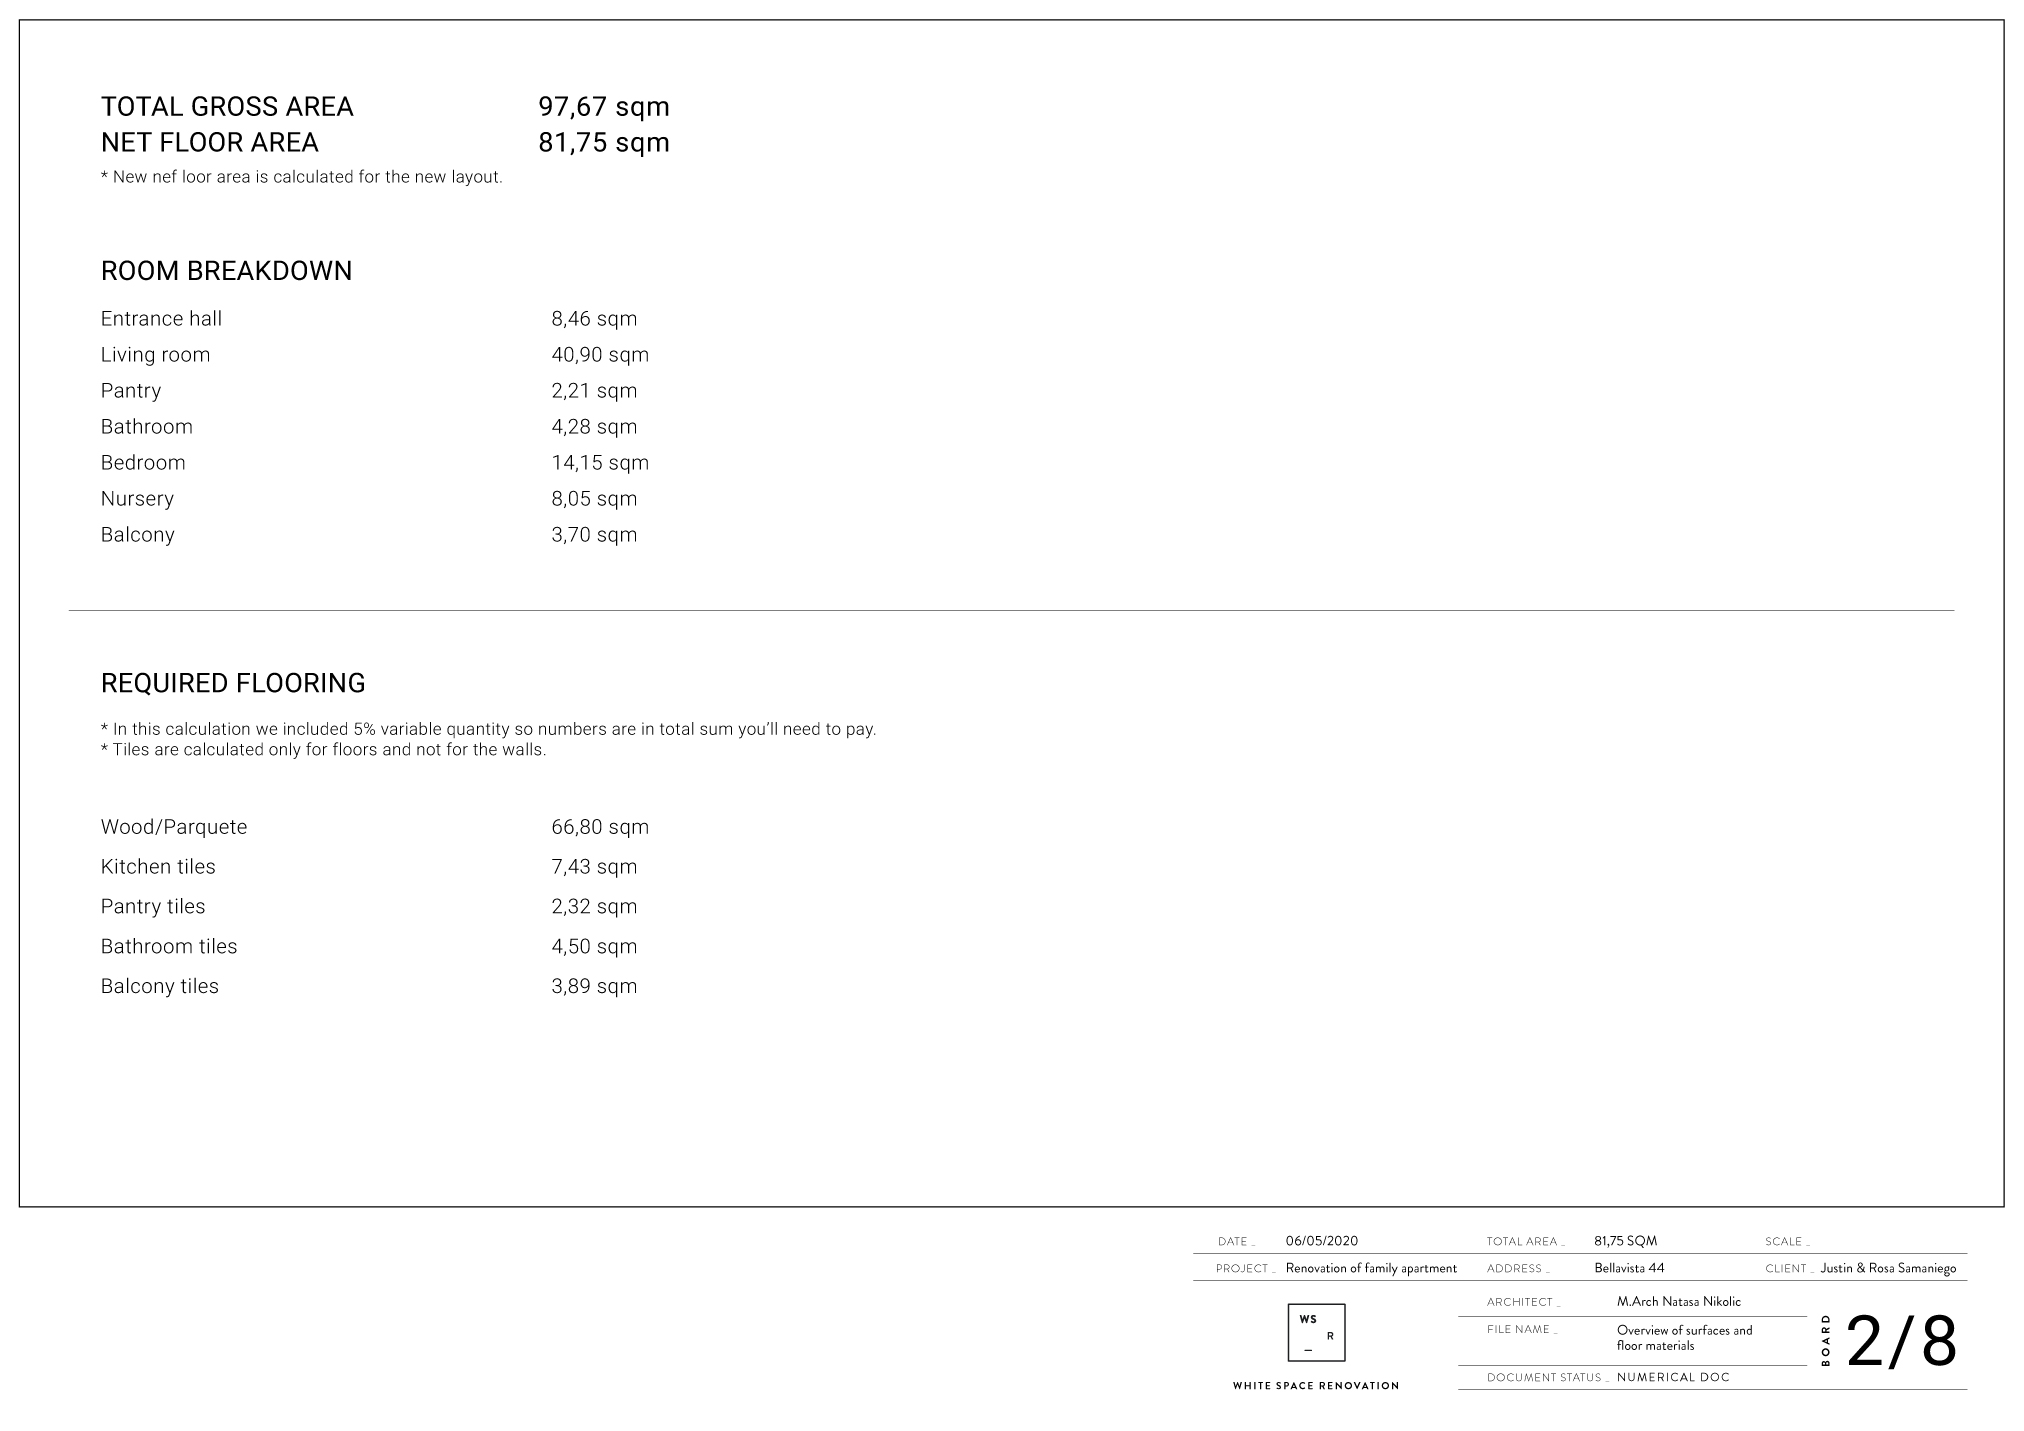 TOTAL GROSS AREA 97,67 sqm
NET FLOOR AREA 81,75 sqm
* New nef loor area is calculated for the new layout.
ROOM BREAKDOWN
Entrance hall 8,46 sqm
Living room 40,90 sqm
Pantry 2,21 sqm
Bathroom 4,28 sqm
Bedroom 14,15 sqm
Nursery 8,05 sqm
Balcony 3,70 sqm
REQUIRED FLOORING
* In this calculation we included 5% variable quantity so numbers are in total sum you’ll need to pay.
* Tiles are calculated only for floors and not for the walls.
Wood/Parquete 66,80 sqm
Kitchen tiles 7,43 sqm
Pantry tiles 2,32 sqm
Bathroom tiles 4,50 sqm
Balcony tiles 3,89 sqm
DATE _ 06/05/2020 TOTAL AREA _ 81,75 SQM SCALE _
PROJECT _ Renovation of family apartment ADDRESS _ Bellavista 44 CLIENT _ Justin & Rosa Samaniego
WS
R
_
WHITE SPACE RENOVATION
ARCHITECT _ M.Arch Natasa Nikolic
FILE NAME _ Overview of surfaces and
floor materials
DOCUMENT STATUS _ NUMERICAL DOC
BOARD 2/8